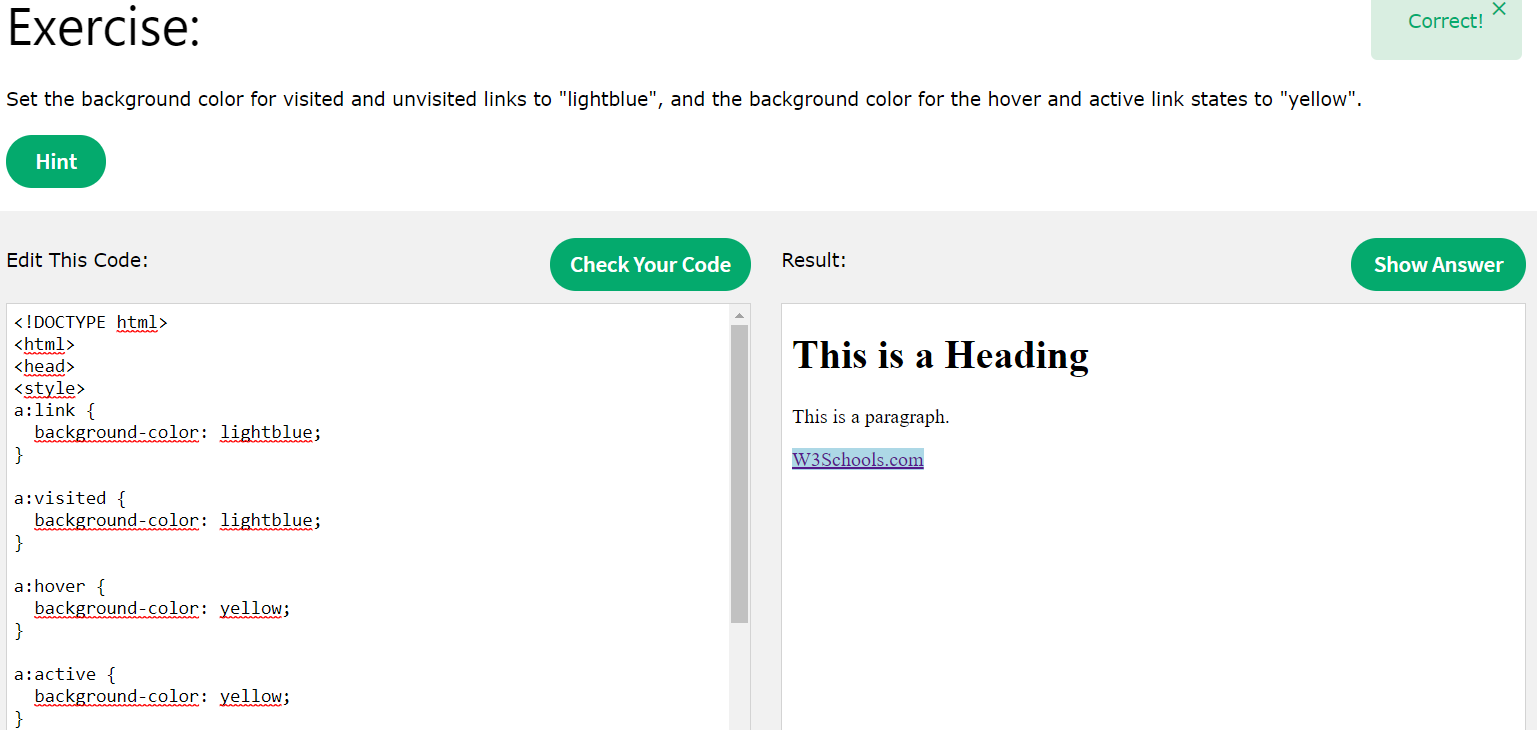 Exercise:
Correct! ×
Set the background color for visited and unvisited links to "lightblue", and the background color for the hover and active link states to "yellow".
Hint
Edit This Code:
Check Your Code
<!DOCTYPE html>
<html>
<head>
<style>
a:link {
  background-color: lightblue;
}
a:visited {
  background-color: lightblue;
}
a:hover {
  background-color: yellow;
}
a:active {
  background-color: yellow;
}
Result:
Show Answer
This is a Heading
This is a paragraph.
W3Schools.com